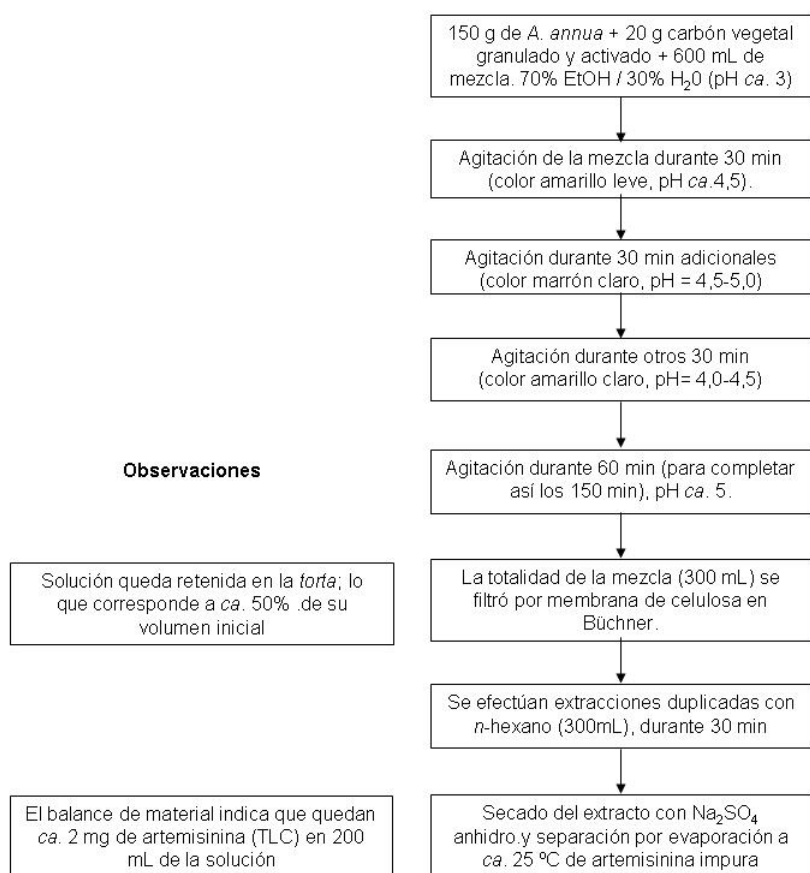 150 g de A. annua + 20 g carbón vegetal
granulado y activado + 600 mL de
mezcla. 70% EtOH / 30% H₂0 (pH ca. 3)
Agitación de la mezcla durante 30 min
(color amarillo leve, pH ca.4,5).
Agitación durante 30 min adicionales
(color marrón claro, pH = 4,5-5,0)
Agitación durante otros 30 min
(color amarillo claro, pH= 4,0-4,5)
Observaciones
Agitación durante 60 min (para completar
así los 150 min), pH ca. 5.
Solución queda retenida en la torta; lo
que corresponde a ca. 50% .de su
volumen inicial
La totalidad de la mezcla (300 mL) se
filtró por membrana de celulosa en
Büchner.
Se efectúan extracciones duplicadas con
n-hexano (300mL), durante 30 min
El balance de material indica que quedan
ca. 2 mg de artemisinina (TLC) en 200
mL de la solución
Secado del extracto con Na₂SO₄
anhidro.y separación por evaporación a
ca. 25 ºC de artemisinina impura